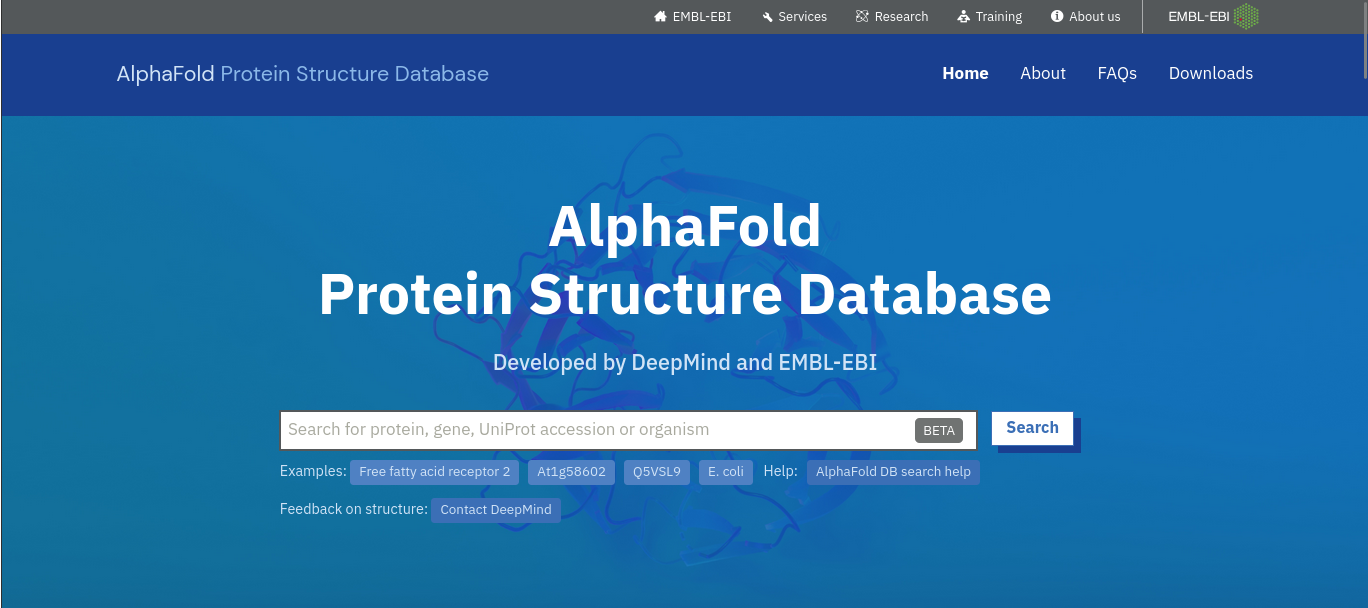 EMBL-EBI Services Research Training About us EMBL-EBI
AlphaFold Protein Structure Database Home About FAQs Downloads
AlphaFold
Protein Structure Database
Developed by DeepMind and EMBL-EBI
Search for protein, gene, UniProt accession or organism BETA Search
Examples: Free fatty acid receptor 2 At1g58602 Q5VSL9 E. coli Help: AlphaFold DB search help
Feedback on structure: Contact DeepMind